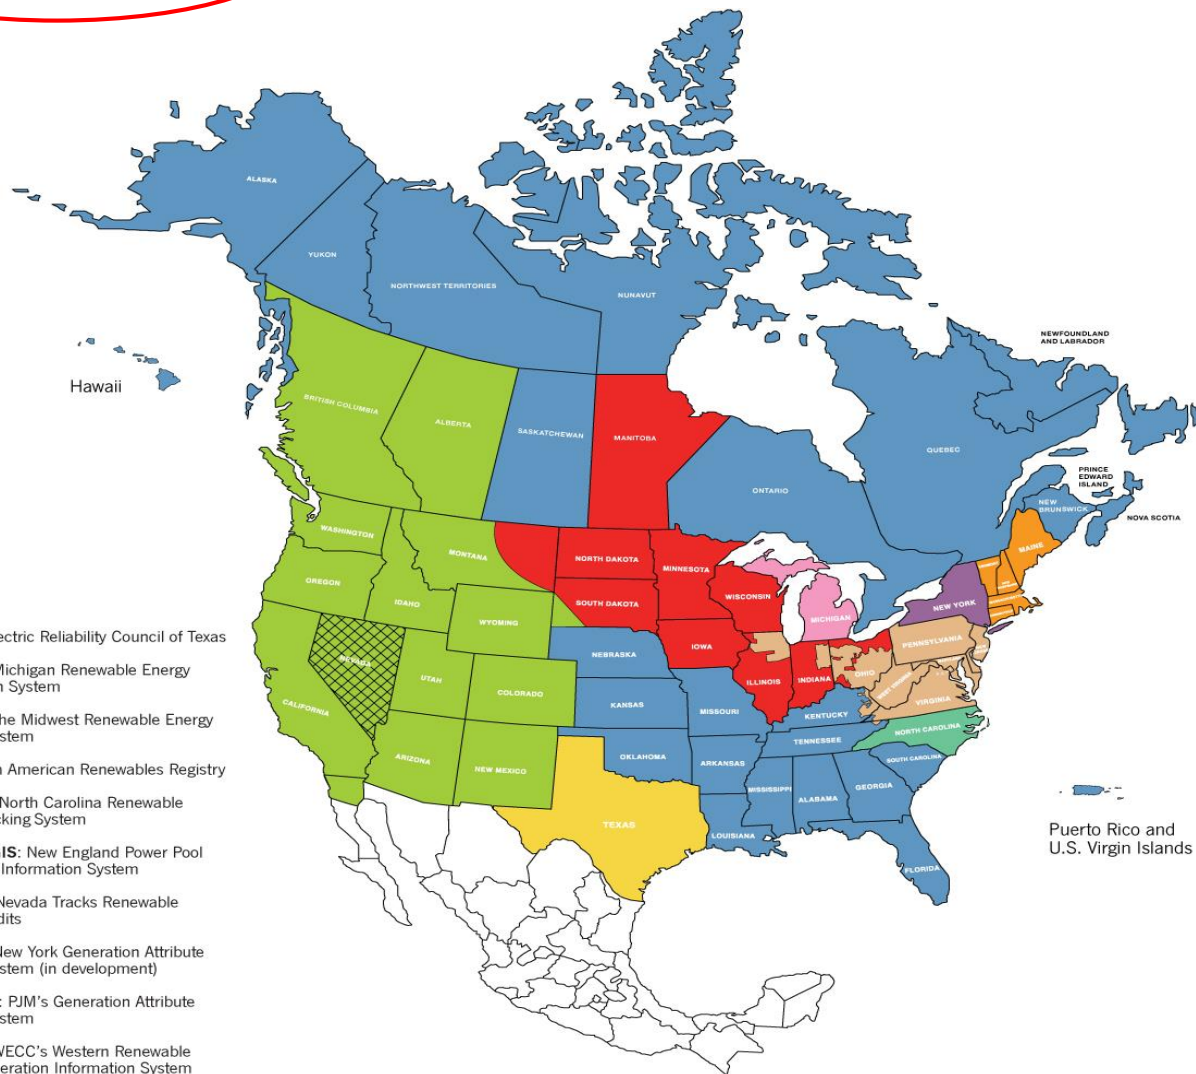 ALASKA
YUKON
NORTHWEST TERRITORIES
NUNAVUT
NEWFOUNDLAND
AND LABRADOR
Hawaii
BRITISH COLUMBIA
ALBERTA
SASKATCHEWAN
MANITOBA
ONTARIO
QUEBEC
PRINCE
EDWARD
ISLAND
NEW
BRUNSWICK
NOVA SCOTIA
WASHINGTON
MONTANA
NORTH DAKOTA
MINNESOTA
MAINE
OREGON
IDAHO
WYOMING
SOUTH DAKOTA
WISCONSIN
MICHIGAN
NEW YORK
NEVADA
UTAH
COLORADO
NEBRASKA
IOWA
ILLINOIS
INDIANA
OHIO
PENNSYLVANIA
WEST VIRGINIA
VIRGINIA
CALIFORNIA
KANSAS
MISSOURI
KENTUCKY
NORTH CAROLINA
TENNESSEE
ARIZONA
NEW MEXICO
OKLAHOMA
ARKANSAS
SOUTH CAROLINA
MISSISSIPPI
ALABAMA
GEORGIA
TEXAS
LOUISIANA
FLORIDA
Puerto Rico and
U.S. Virgin Islands
ectric Reliability Council of Texas
Michigan Renewable Energy
n System
he Midwest Renewable Energy
ystem
h American Renewables Registry
North Carolina Renewable
cking System
GIS: New England Power Pool
Information System
Nevada Tracks Renewable
dits
New York Generation Attribute
stem (in development)
: PJM's Generation Attribute
stem
WECC's Western Renewable
eration Information System